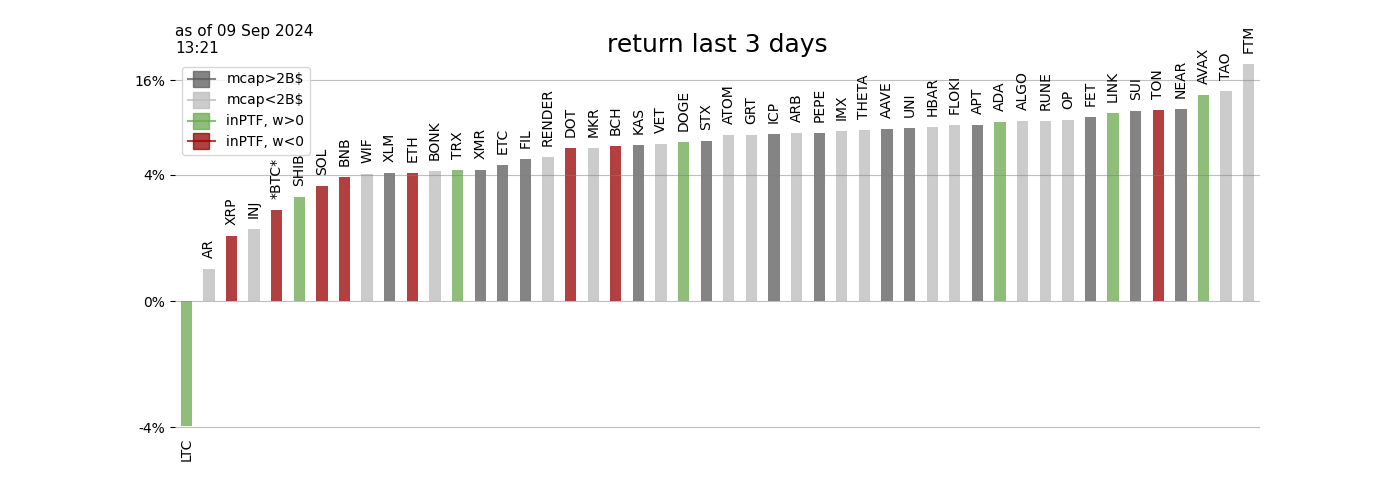 as of 09 Sep 2024
13:21
return last 3 days
mcap>2B$
mcap<2B$
inPTF, w>0
inPTF, w<0
16%
4%
0%
-4%
LTC
AR
XRP
INJ
*BTC*
SHIB
SOL
BNB
WIF
XLM
ETH
BONK
TRX
XMR
ETC
FIL
RENDER
DOT
MKR
BCH
KAS
VET
DOGE
STX
ATOM
GRT
ICP
ARB
PEPE
IMX
THETA
AAVE
UNI
HBAR
FLOKI
APT
ADA
ALGO
RUNE
OP
FET
LINK
SUI
TON
NEAR
AVAX
TAO
FTM